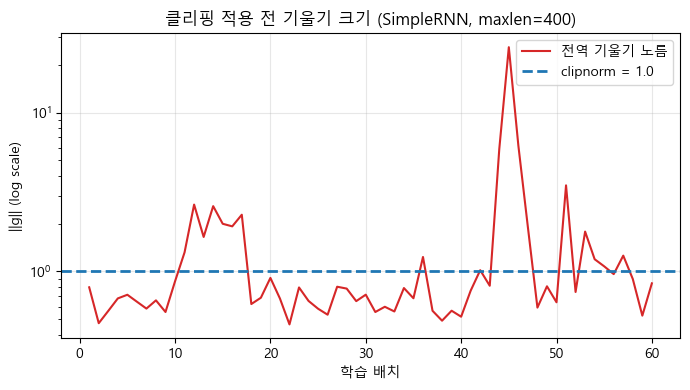 클리핑 적용 전 기울기 크기 (SimpleRNN, maxlen=400)
전역 기울기 노름
clipnorm = 1.0
||g|| (log scale)
10¹
10⁰
0 10 20 30 40 50 60
학습 배치